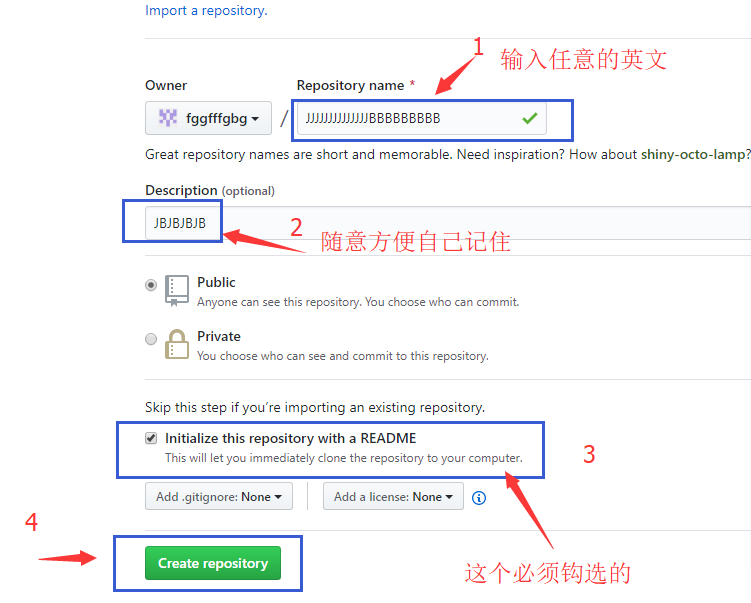 Import a repository.
1 输入任意的英文
Owner Repository name *
fggfffgbg / JJJJJJJJJJJJJJBBBBBBBBB
Great repository names are short and memorable. Need inspiration? How about shiny-octo-lamp?
Description (optional)
JBJBJBJB
2 随意方便自己记住
Public
Anyone can see this repository. You choose who can commit.
Private
You choose who can see and commit to this repository.
Skip this step if you’re importing an existing repository.
Initialize this repository with a README
This will let you immediately clone the repository to your computer.
3
Add .gitignore: None Add a license: None
4
Create repository
这个必须钩选的